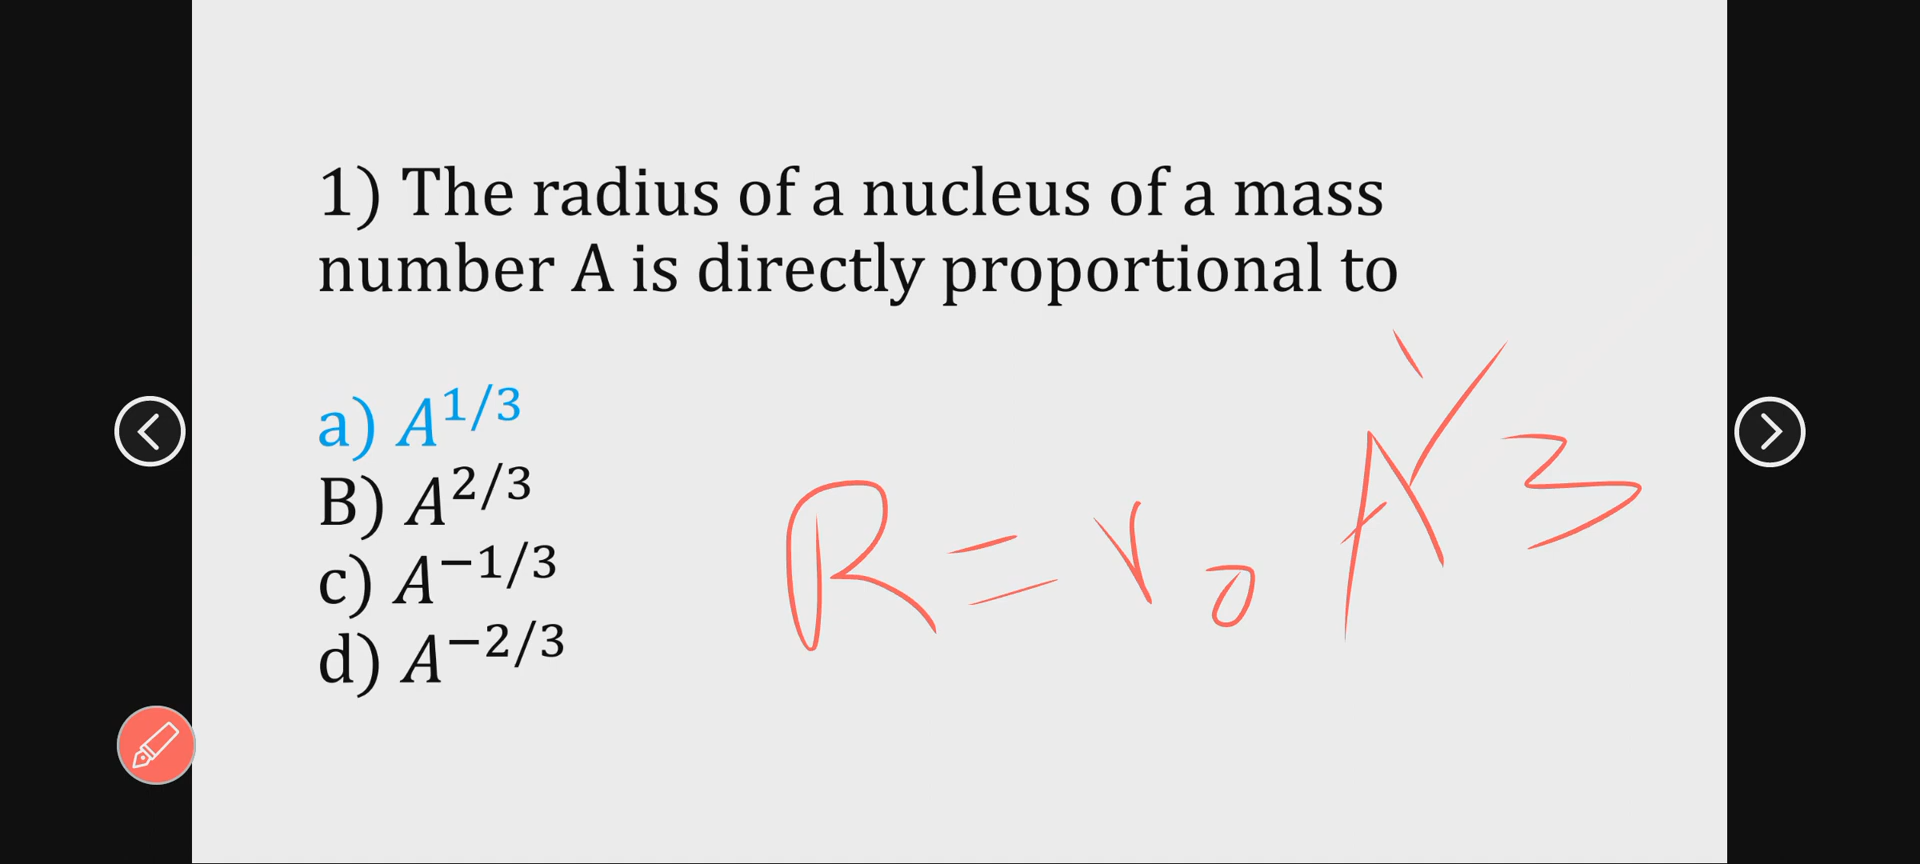 1) The radius of a nucleus of a mass
number A is directly proportional to
a) A^{1/3}
B) A^{2/3}
c) A^{-1/3}
d) A^{-2/3}
R = r₀ A^{1/3}